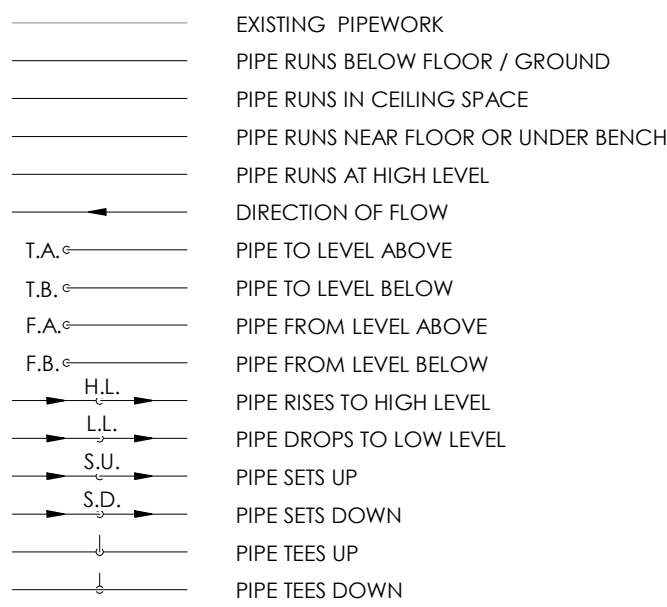 EXISTING PIPEWORK
PIPE RUNS BELOW FLOOR / GROUND
PIPE RUNS IN CEILING SPACE
PIPE RUNS NEAR FLOOR OR UNDER BENCH
PIPE RUNS AT HIGH LEVEL
DIRECTION OF FLOW
T.A. PIPE TO LEVEL ABOVE
T.B. PIPE TO LEVEL BELOW
F.A. PIPE FROM LEVEL ABOVE
F.B. PIPE FROM LEVEL BELOW
H.L. PIPE RISES TO HIGH LEVEL
L.L. PIPE DROPS TO LOW LEVEL
S.U. PIPE SETS UP
S.D. PIPE SETS DOWN
PIPE TEES UP
PIPE TEES DOWN